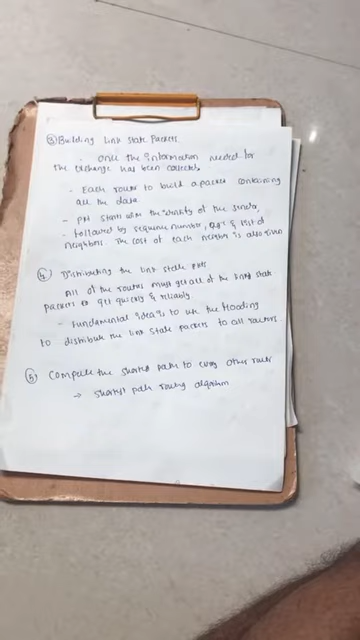 ③ Building Link State Packets
- once the information needed for
the exchange has been collected,
- Each router to build a packet containing
all the data.
- Pkt starts with the identity of the sender,
- followed by sequence number, Age & list of
neighbors. The cost of each neighbor is also given
④ Distributing the link state pkts
All of the routers must get all of the link state
packets to get quickly & reliably.
- Fundamental idea is to use the flooding
to distribute the link state packets to all routers.
⑤ Compute the shortest path to every other router
→ shortest path routing algorithm